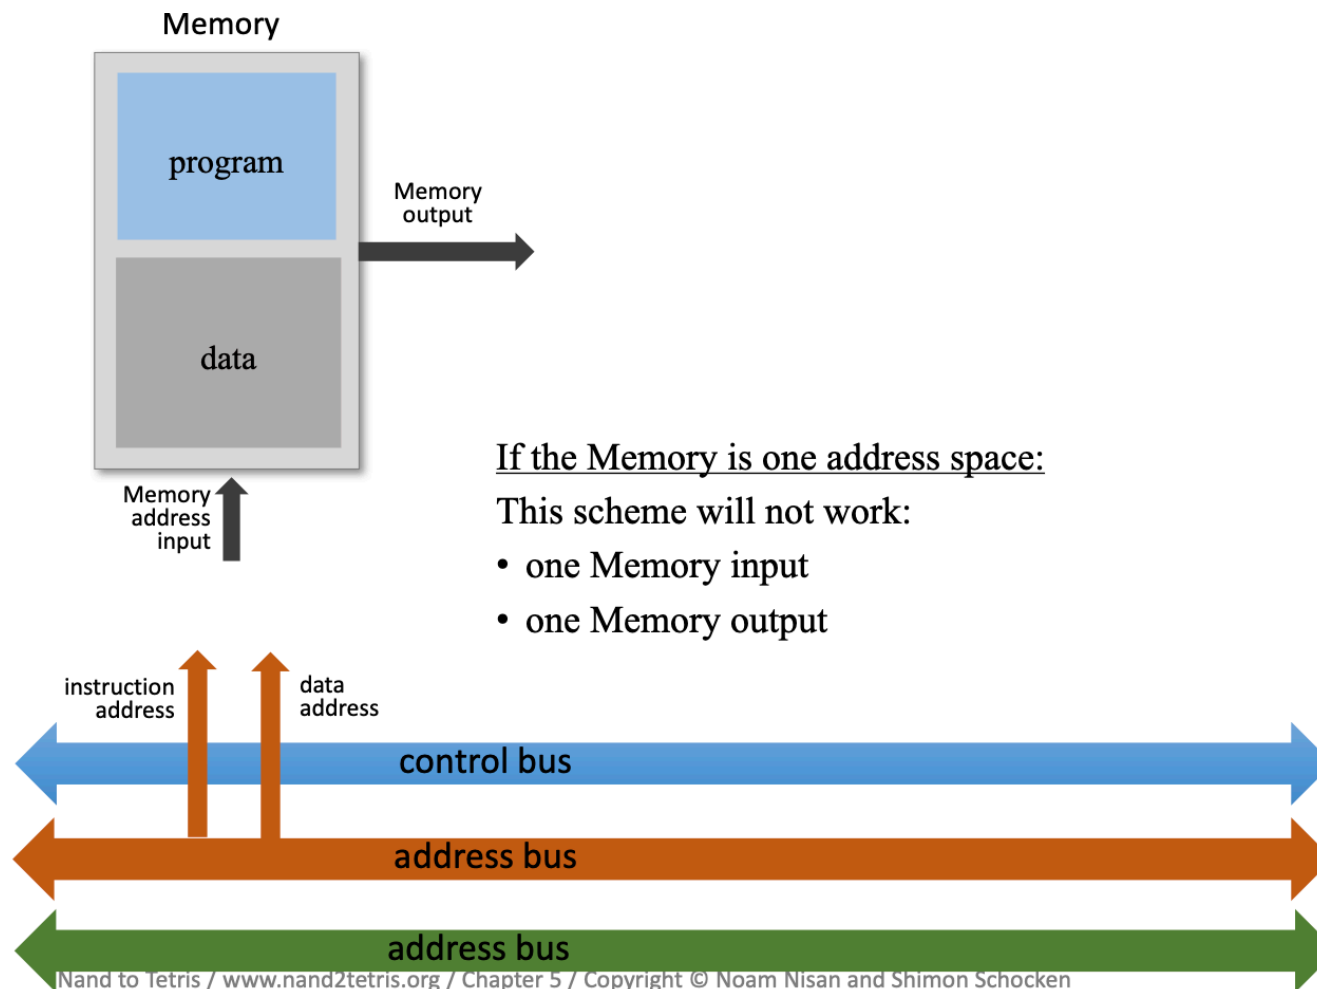 Memory
program
Memory
output
data
If the Memory is one address space:
This scheme will not work:
• one Memory input
• one Memory output
Memory
address
input
instruction
address
data
address
control bus
address bus
address bus
Nand to Tetris / www.nand2tetris.org / Chapter 5 / Copyright © Noam Nisan and Shimon Schocken